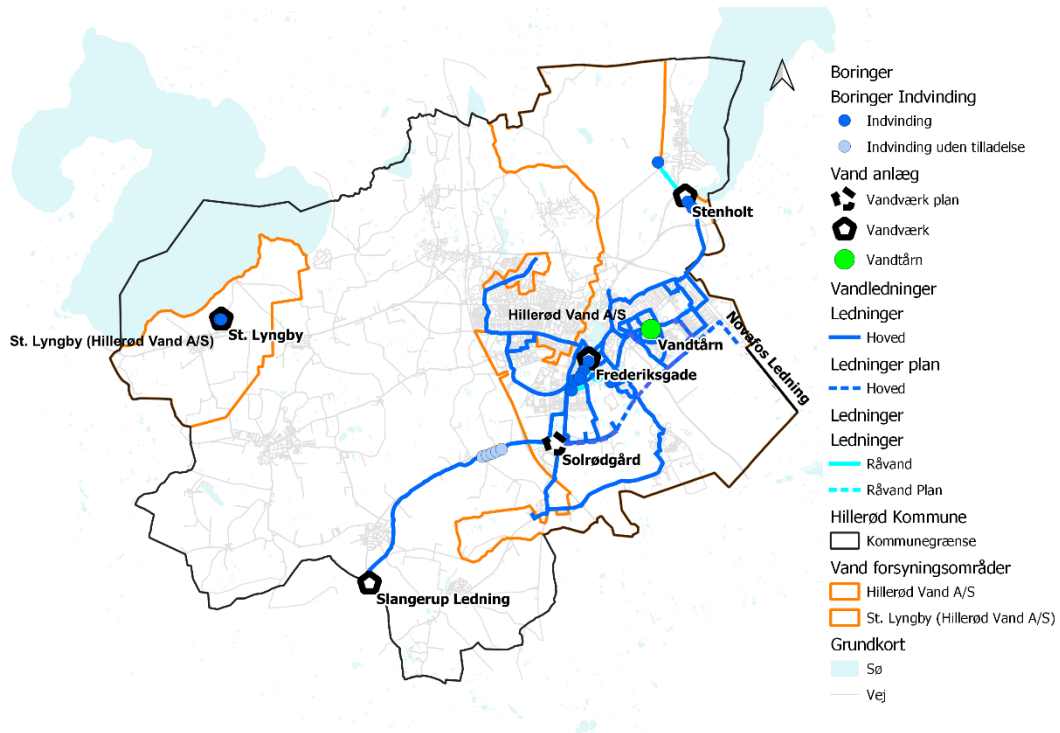 Stenholt
Hillerød Vand A/S
St. Lyngby
St. Lyngby (Hillerød Vand A/S)
Vandtårn
Novafos Ledning
Frederiksgade
Solrødgård
Slangerup Ledning
Boringer
Boringer Indvinding
Indvinding
Indvinding uden tilladelse
Vand anlæg
Vandværk plan
Vandværk
Vandtårn
Vandledninger
Ledninger
Hoved
Ledninger plan
Hoved
Ledninger
Ledninger
Råvand
Råvand Plan
Hillerød Kommune
Kommunegrænse
Vand forsyningsområder
Hillerød Vand A/S
St. Lyngby (Hillerød Vand A/S)
Grundkort
Sø
Vej